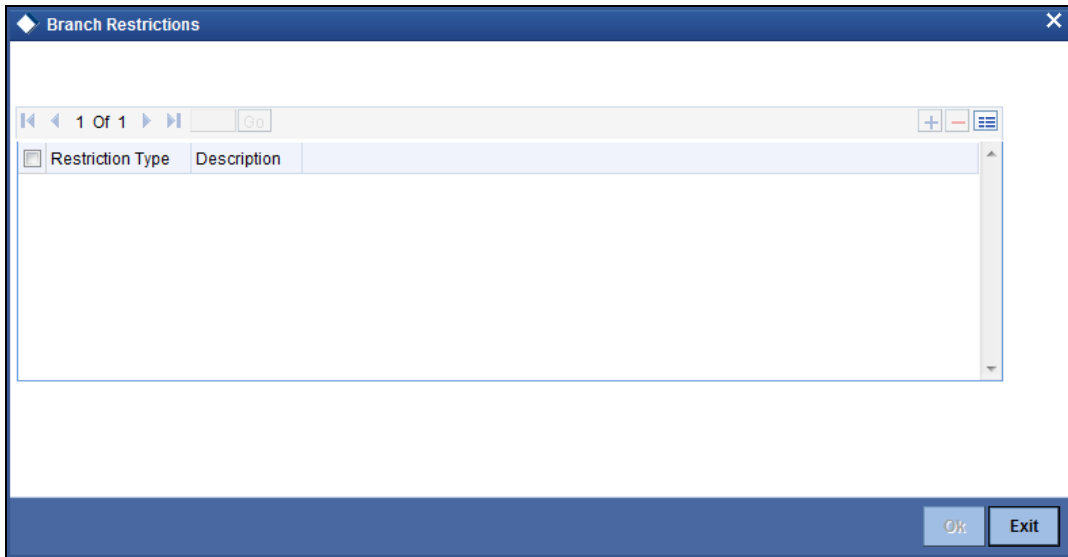 Branch Restrictions
1 Of 1 Go
Restriction Type Description
Ok Exit